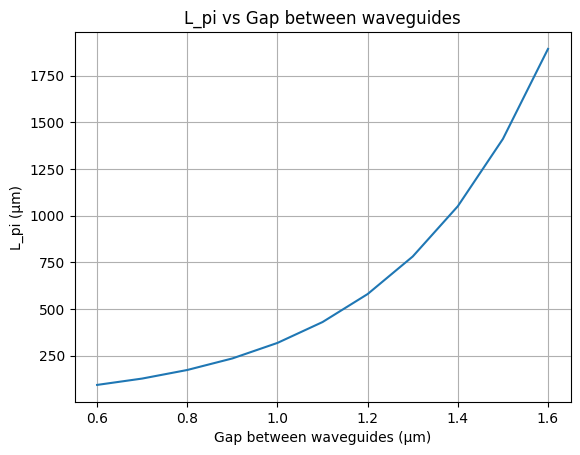 L_pi vs Gap between waveguides
1750
1500
1250
1000
750
500
250
L_pi (μm)
0.6 0.8 1.0 1.2 1.4 1.6
Gap between waveguides (μm)